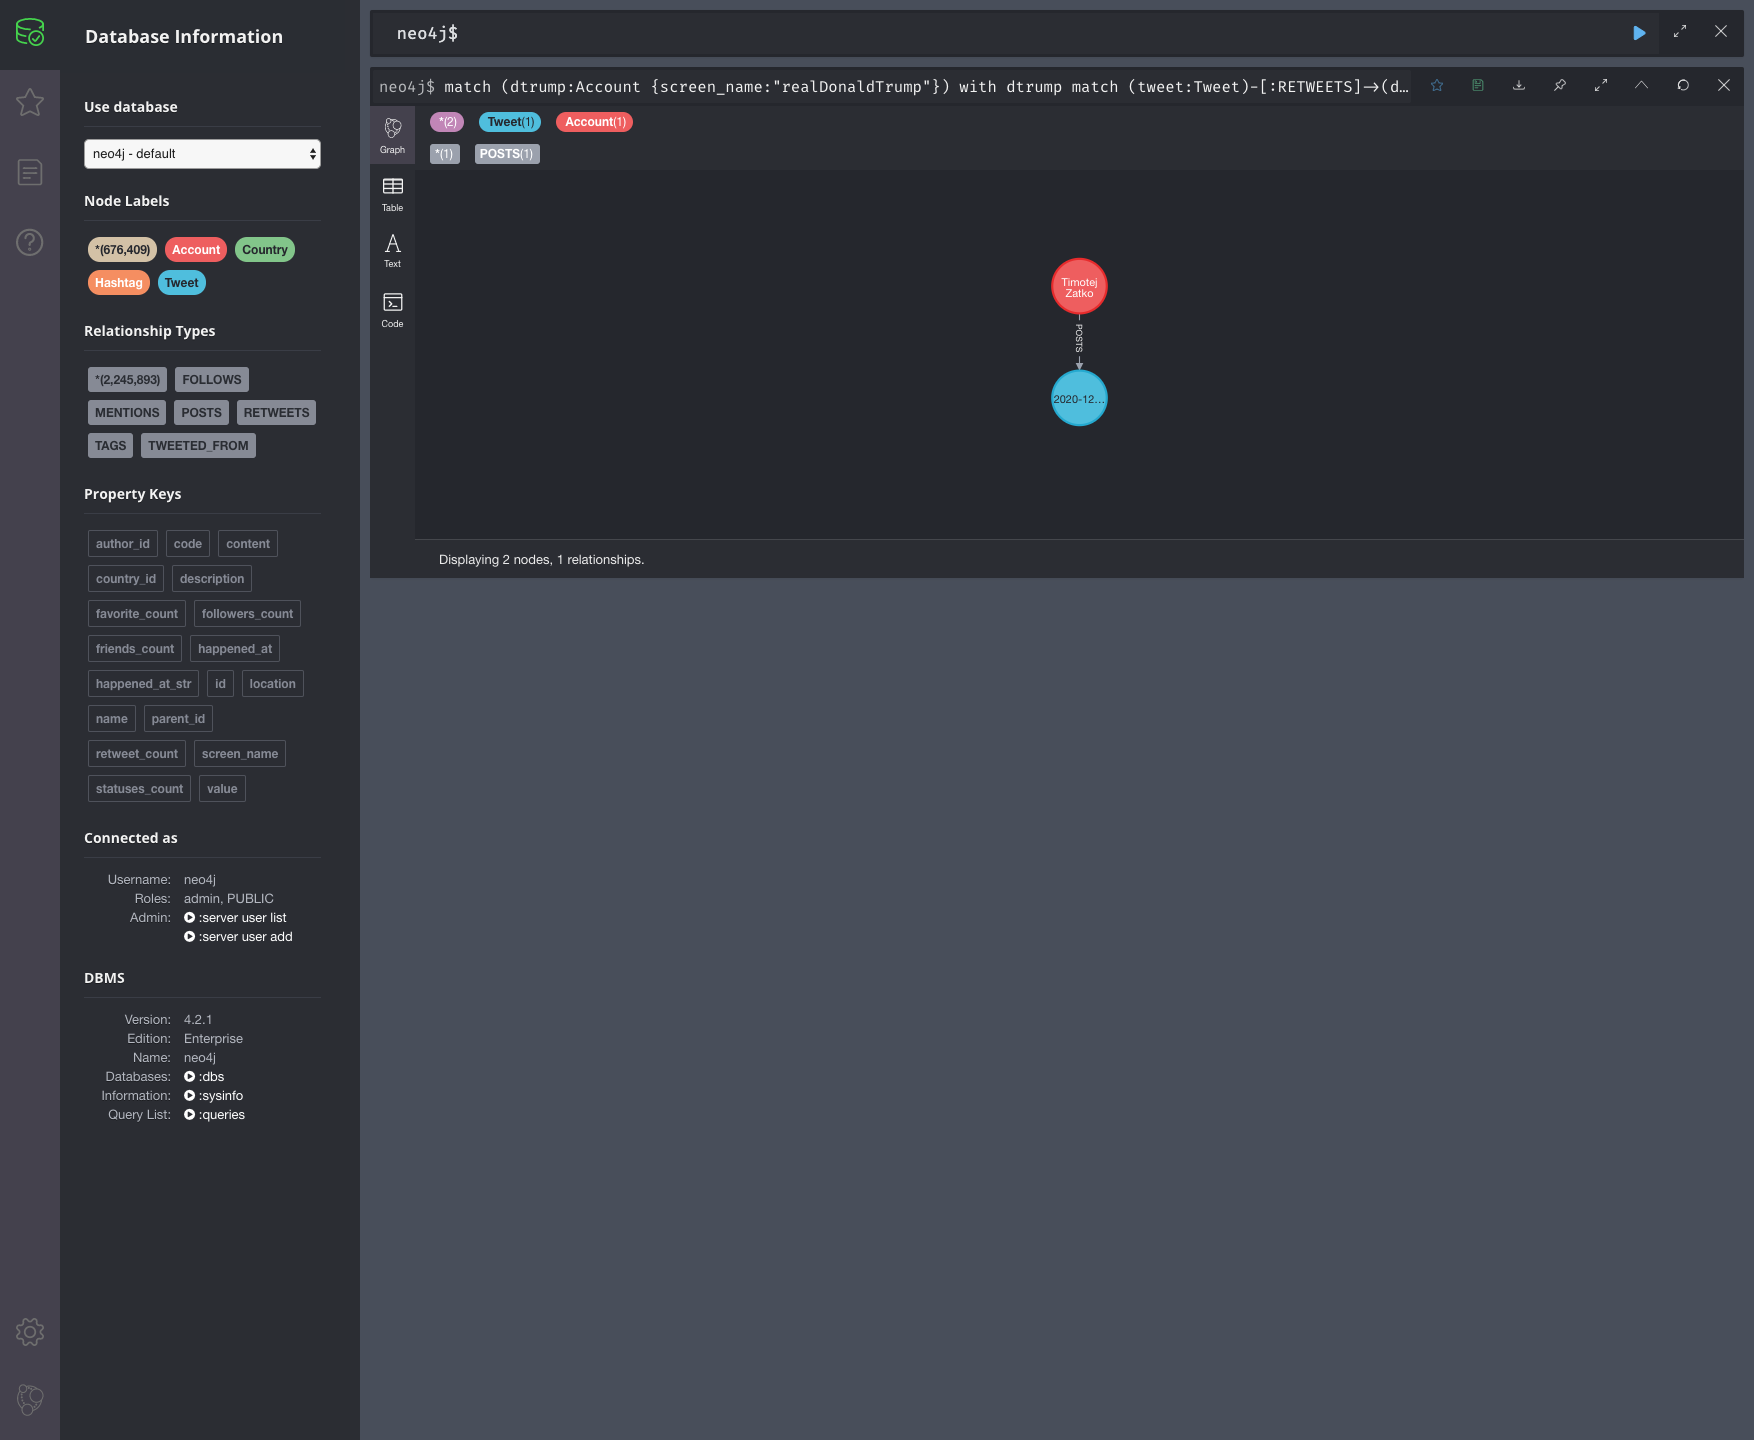 Database Information
Use database
neo4j - default
Node Labels
*(676,409) Account Country
Hashtag Tweet
Relationship Types
*(2,245,893) FOLLOWS
MENTIONS POSTS RETWEETS
TAGS TWEETED_FROM
Property Keys
author_id code content
country_id description
favorite_count followers_count
friends_count happened_at
happened_at_str id location
name parent_id
retweet_count screen_name
statuses_count value
Connected as
Username: neo4j
Roles: admin, PUBLIC
Admin: :server user list
:server user add
DBMS
Version: 4.2.1
Edition: Enterprise
Name: neo4j
Databases: :dbs
Information: :sysinfo
Query List: :queries
neo4j$
neo4j$ match (dtrump:Account {screen_name:"realDonaldTrump"}) with dtrump match (tweet:Tweet)-[:RETWEETS]->(d…
Graph
Table
Text
Code
*(2) Tweet(1) Account(1)
*(1) POSTS(1)
Timotej
Zatko
POSTS
2020-12…
Displaying 2 nodes, 1 relationships.